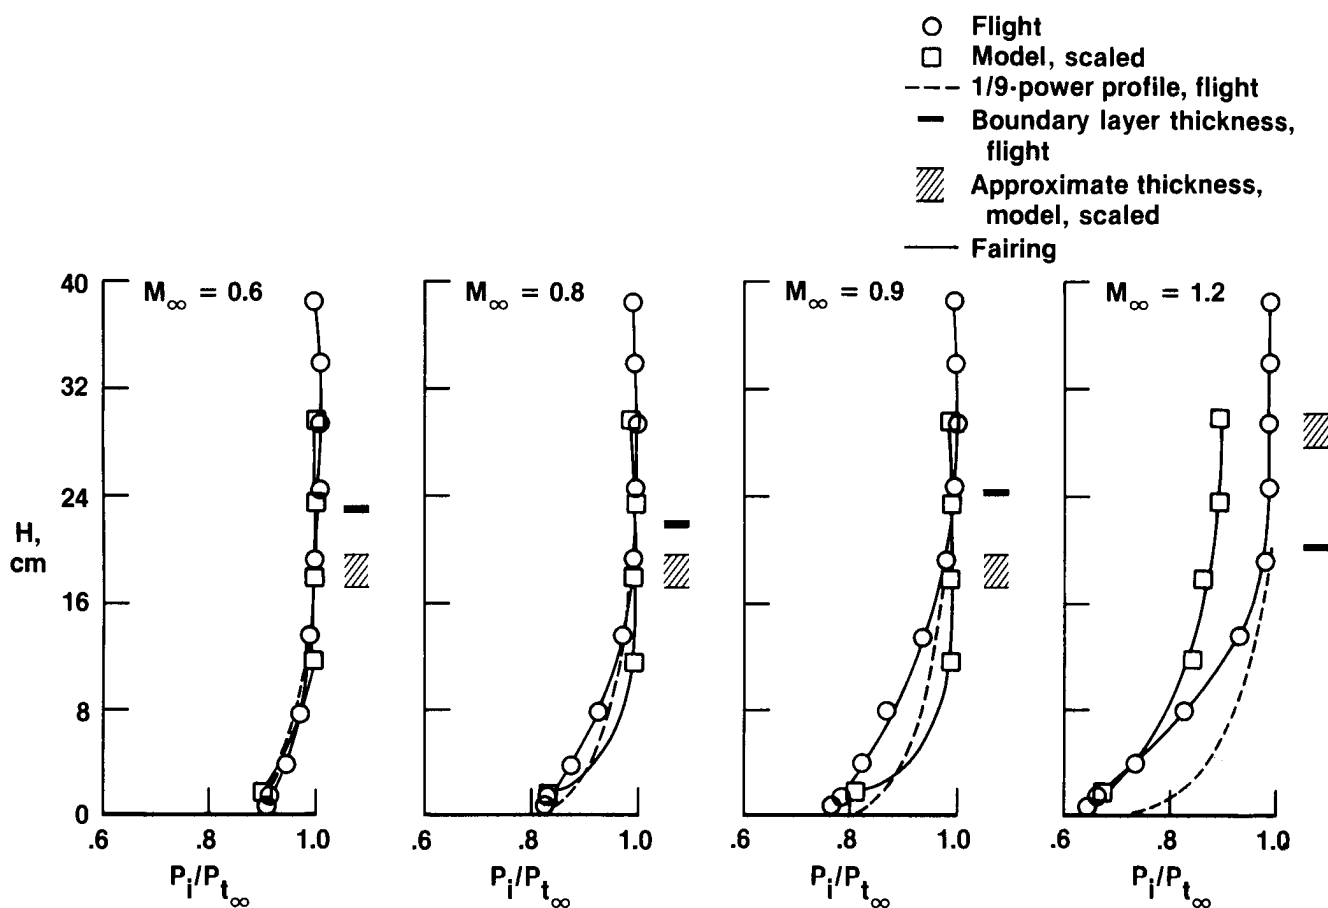 Flight
Model, scaled
1/9-power profile, flight
Boundary layer thickness,
flight
Approximate thickness,
model, scaled
Fairing
M∞ = 0.6
M∞ = 0.8
M∞ = 0.9
M∞ = 1.2
40
32
24
H,
cm
16
8
0
.6 .8 1.0 .6 .8 1.0 .6 .8 1.0 .6 .8 1.0
Pi/Pt∞ Pi/Pt∞ Pi/Pt∞ Pi/Pt∞